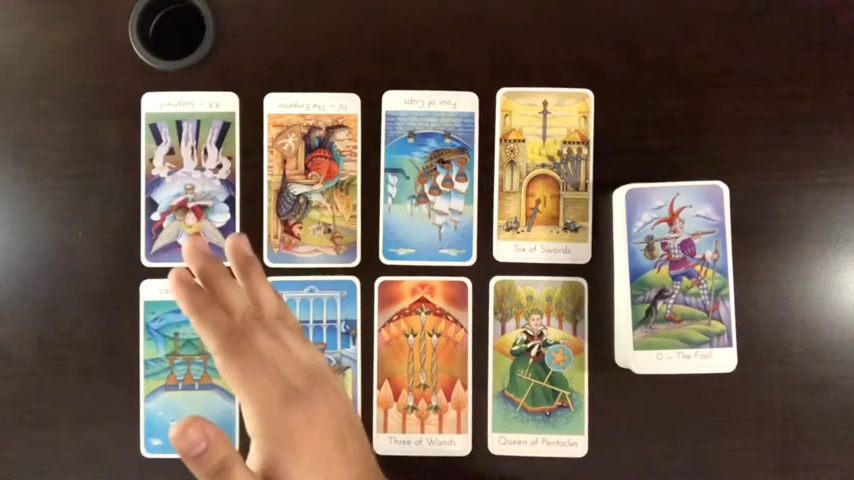 XX - Judgment
IV - The Emperor
Four of Cups
Six of Swords
0 - The Fool
Three of Wands
Queen of Pentacles